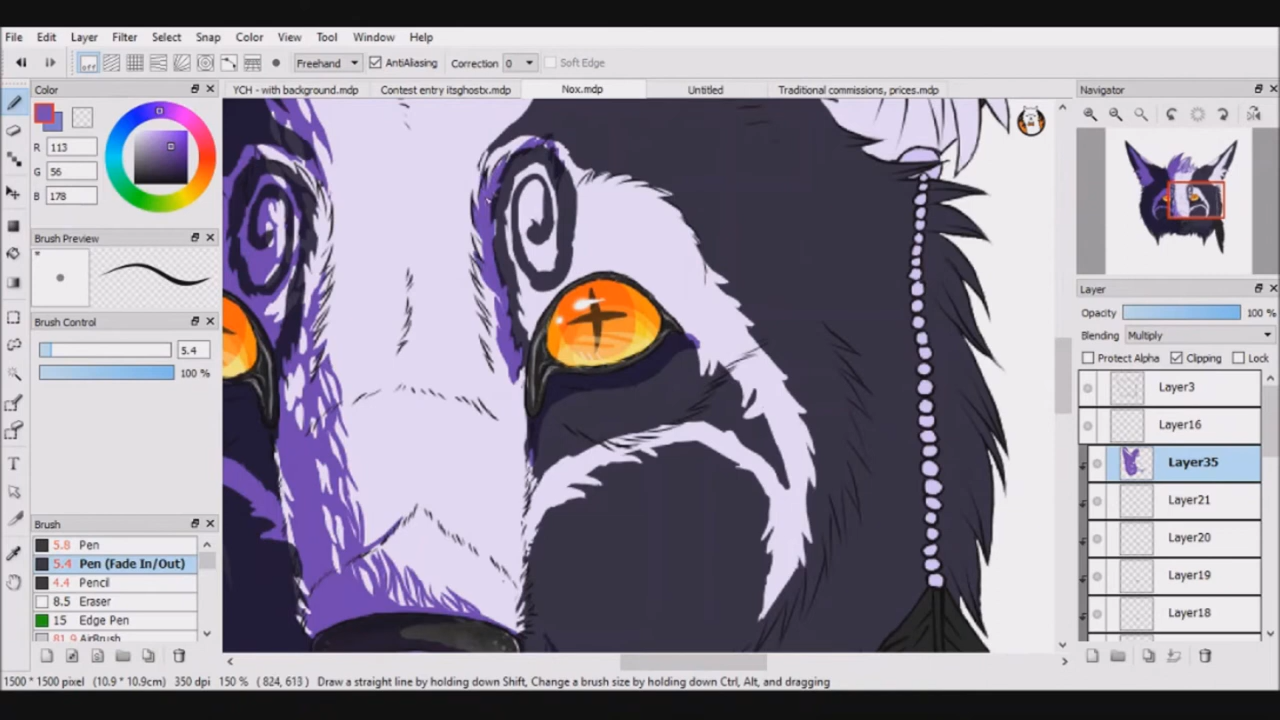 File Edit Layer Filter Select Snap Color View Tool Window Help
off Freehand AntiAliasing Correction 0 Soft Edge
Color
YCH - with background.mdp Contest entry itsghostx.mdp Nox.mdp Untitled Traditional commissions, prices.mdp
Navigator
R 113
G 56
B 178
Brush Preview
Brush Control
5.4
100 %
Layer
Opacity 100 %
Blending Multiply
Protect Alpha Clipping Lock
Layer3
Layer16
Layer35
Layer21
Layer20
Layer19
Layer18
Brush
5.8 Pen
5.4 Pen (Fade In/Out)
4.4 Pencil
8.5 Eraser
15 Edge Pen
81.9 AirBrush
1500 * 1500 pixel (10.9 * 10.9cm) 350 dpi 150 % ( 824, 613 ) Draw a straight line by holding down Shift, Change a brush size by holding down Ctrl, Alt, and dragging